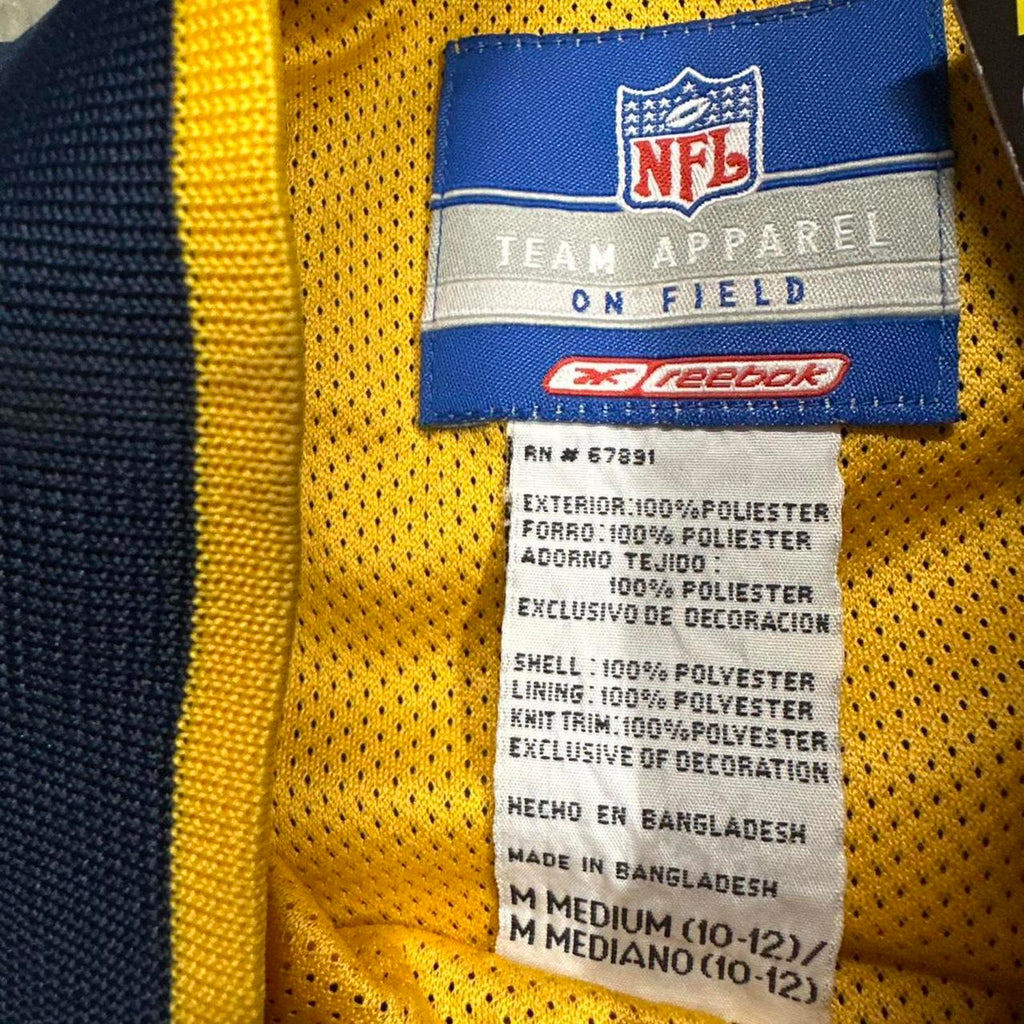 NFL
TEAM APPAREL
ON FIELD
reebok
RN # 67891
EXTERIOR:100%POLIESTER
FORRO:100% POLIESTER
ADORNO TEJIDO:
100% POLIESTER
EXCLUSIVO DE DECORACION
SHELL:100% POLYESTER
LINING:100% POLYESTER
KNIT TRIM:100%POLYESTER
EXCLUSIVE OF DECORATION
HECHO EN BANGLADESH
MADE IN BANGLADESH
M MEDIUM (10-12)/
M MEDIANO (10-12)